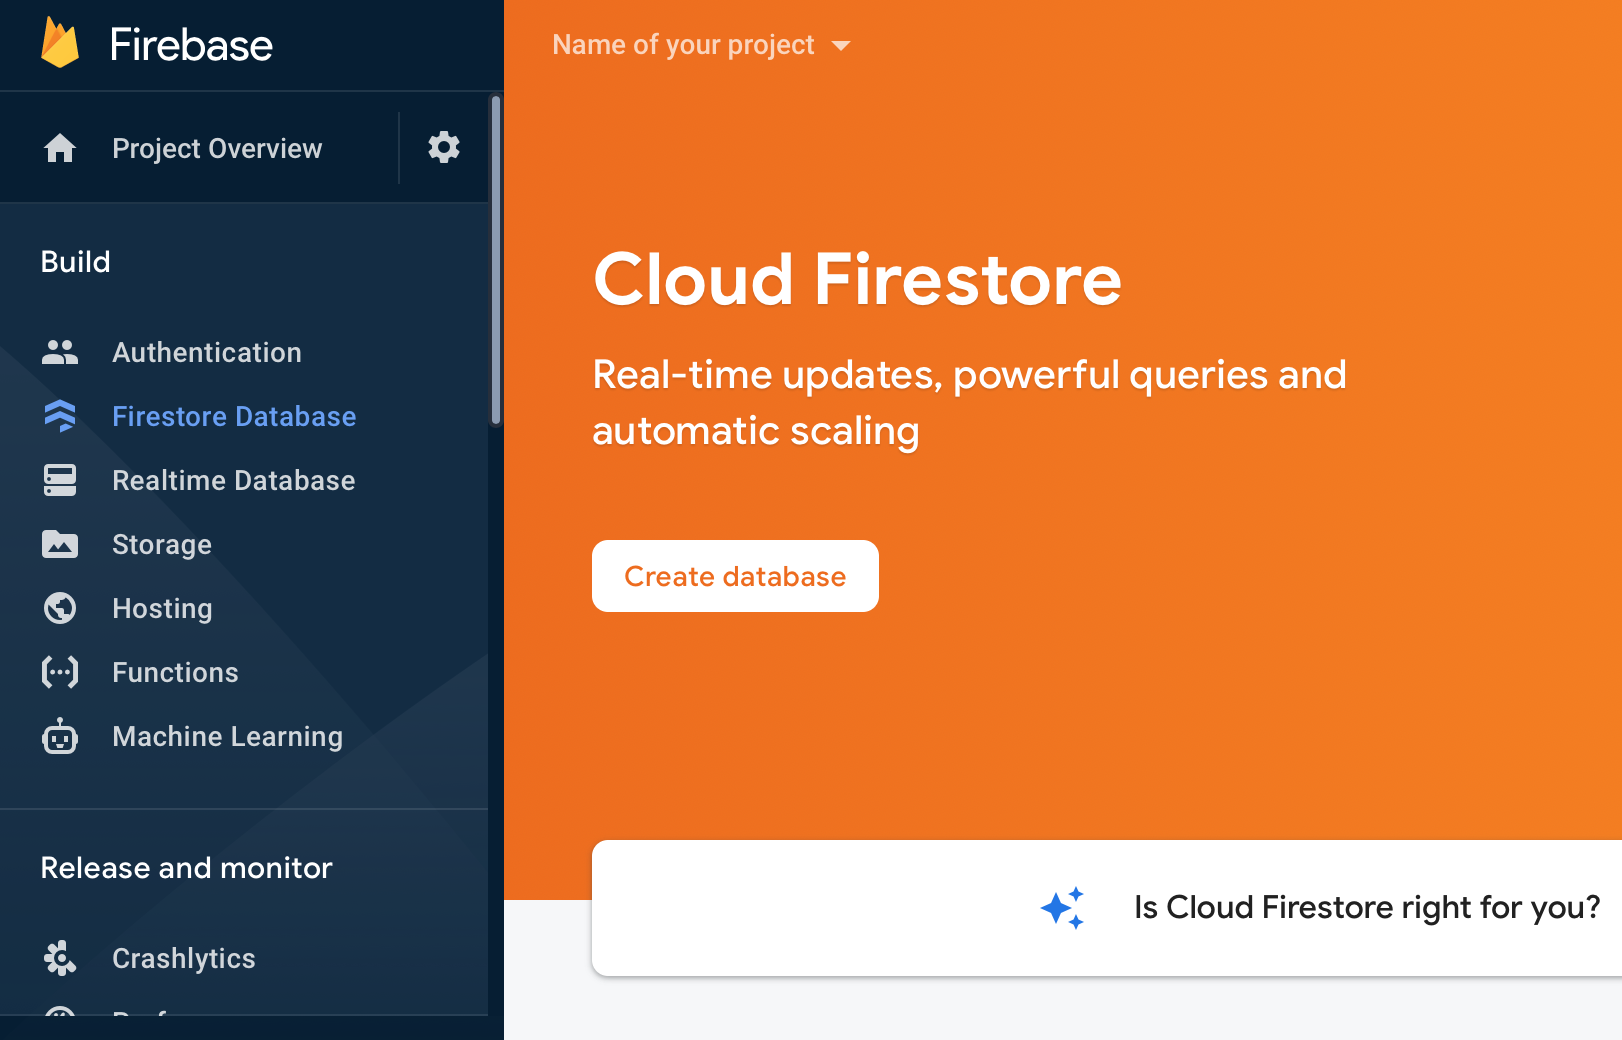 Firebase
Name of your project
Project Overview
Build
Authentication
Firestore Database
Realtime Database
Storage
Hosting
Functions
Machine Learning
Release and monitor
Crashlytics
Cloud Firestore
Real-time updates, powerful queries and
automatic scaling
Create database
Is Cloud Firestore right for you?